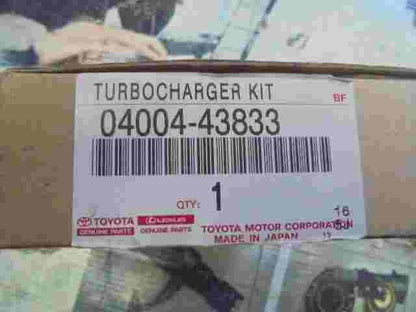 TURBOCHARGER KIT
BF
04004-43833
QTY: 1
16
TOYOTA LEXUS TOYOTA MOTOR CORPORATION
GENUINE PARTS GENUINE PARTS MADE IN JAPAN